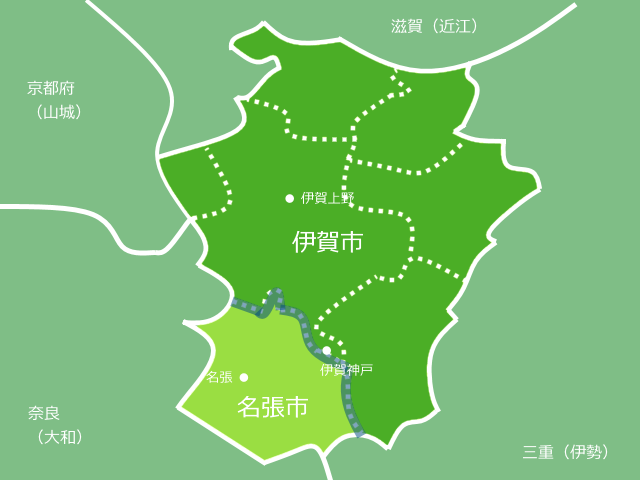 滋賀（近江）
京都府
（山城）
伊賀上野
伊賀市
伊賀神戸
名張
名張市
奈良
（大和）
三重（伊勢）